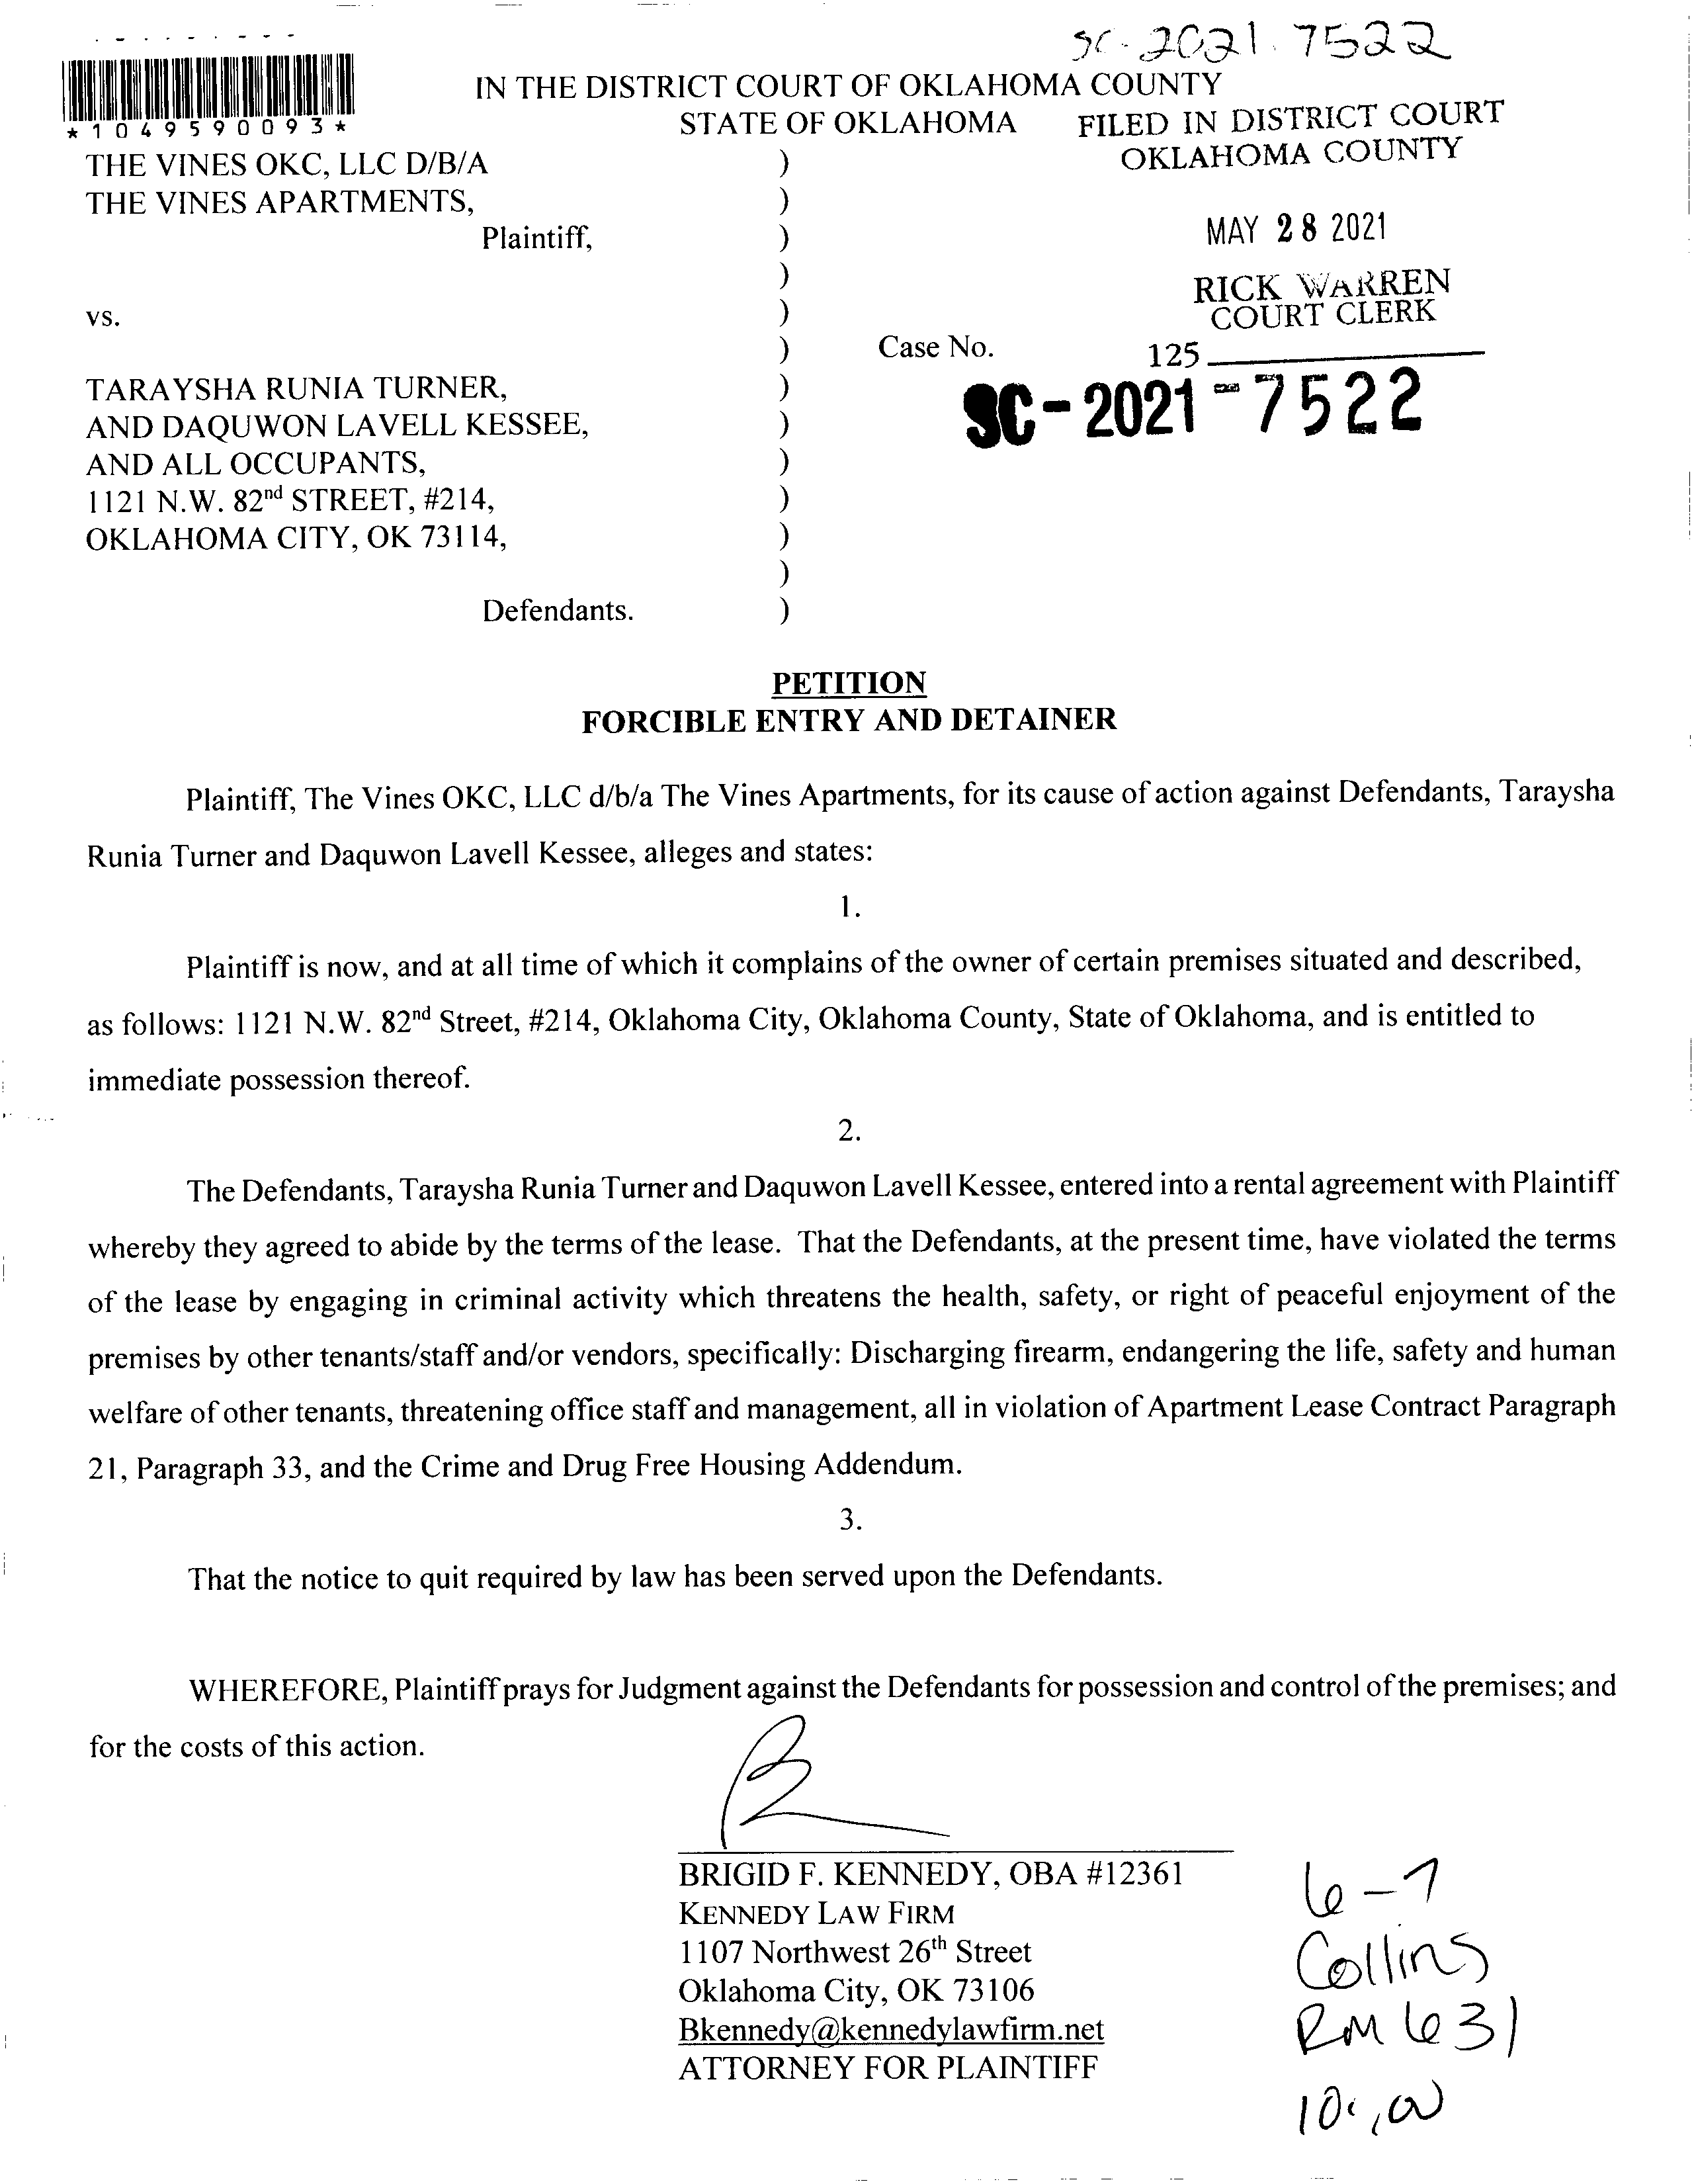 SC-2021-7522
*1049590093*
IN THE DISTRICT COURT OF OKLAHOMA COUNTY
STATE OF OKLAHOMA
FILED IN DISTRICT COURT
OKLAHOMA COUNTY
MAY 28 2021
RICK WARREN
COURT CLERK
125
THE VINES OKC, LLC D/B/A )
THE VINES APARTMENTS, )
Plaintiff, )
)
vs. )
) Case No.
SC-2021-7522
TARAYSHA RUNIA TURNER, )
AND DAQUWON LAVELL KESSEE, )
AND ALL OCCUPANTS, )
1121 N.W. 82nd STREET, #214, )
OKLAHOMA CITY, OK 73114, )
)
Defendants. )
PETITION
FORCIBLE ENTRY AND DETAINER
Plaintiff, The Vines OKC, LLC d/b/a The Vines Apartments, for its cause of action against Defendants, Taraysha
Runia Turner and Daquwon Lavell Kessee, alleges and states:
1.
Plaintiff is now, and at all time of which it complains of the owner of certain premises situated and described,
as follows: 1121 N.W. 82nd Street, #214, Oklahoma City, Oklahoma County, State of Oklahoma, and is entitled to
immediate possession thereof.
2.
The Defendants, Taraysha Runia Turner and Daquwon Lavell Kessee, entered into a rental agreement with Plaintiff
whereby they agreed to abide by the terms of the lease. That the Defendants, at the present time, have violated the terms
of the lease by engaging in criminal activity which threatens the health, safety, or right of peaceful enjoyment of the
premises by other tenants/staff and/or vendors, specifically: Discharging firearm, endangering the life, safety and human
welfare of other tenants, threatening office staff and management, all in violation of Apartment Lease Contract Paragraph
21, Paragraph 33, and the Crime and Drug Free Housing Addendum.
3.
That the notice to quit required by law has been served upon the Defendants.
WHEREFORE, Plaintiff prays for Judgment against the Defendants for possession and control of the premises; and
for the costs of this action.
BRIGID F. KENNEDY, OBA #12361
KENNEDY LAW FIRM
1107 Northwest 26th Street
Oklahoma City, OK 73106
Bkennedy@kennedylawfirm.net
ATTORNEY FOR PLAINTIFF
6-7
Collins
RM 631